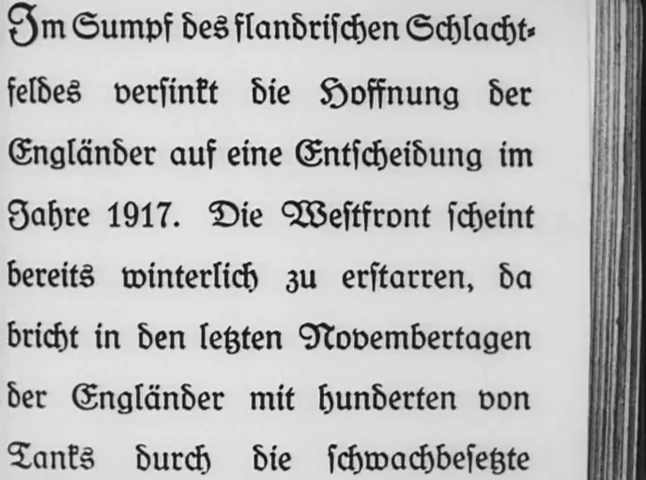 Im Sumpf des flandrischen Schlacht-
feldes versinkt die Hoffnung der
Engländer auf eine Entscheidung im
Jahre 1917. Die Westfront scheint
bereits winterlich zu erstarren, da
bricht in den letzten Novembertagen
der Engländer mit hunderten von
Tanks durch die schwachbesetzte